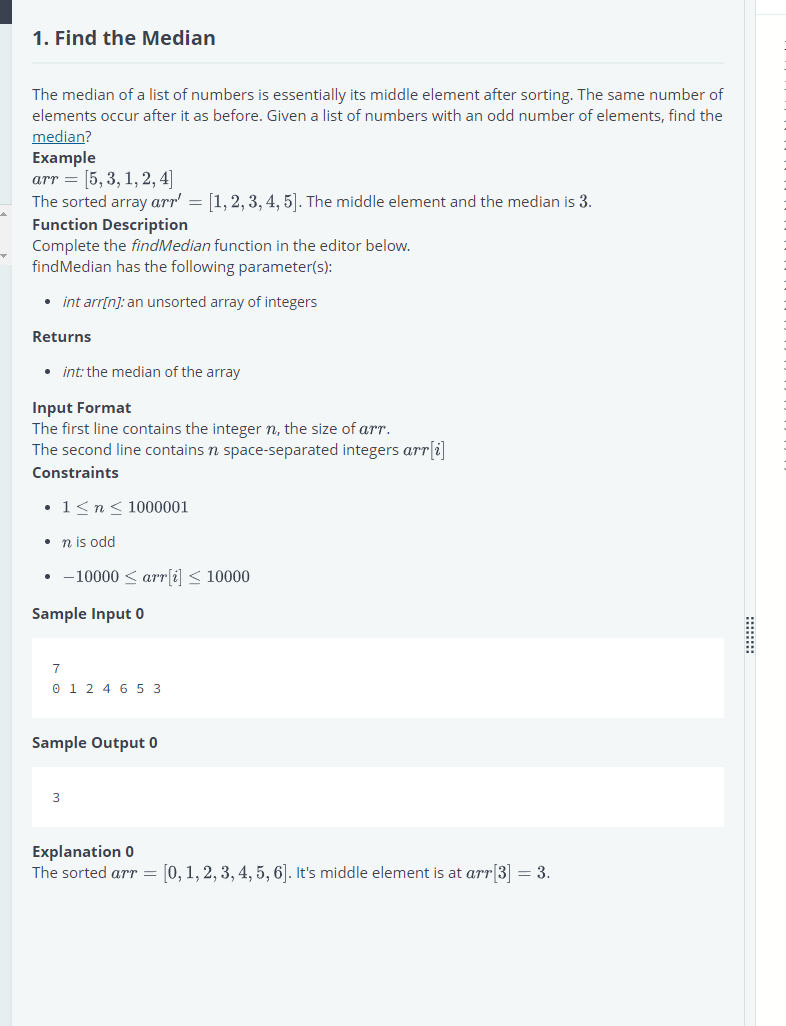 1. Find the Median
The median of a list of numbers is essentially its middle element after sorting. The same number of
elements occur after it as before. Given a list of numbers with an odd number of elements, find the
median?
Example
arr = [5, 3, 1, 2, 4]
The sorted array arr′ = [1, 2, 3, 4, 5]. The middle element and the median is 3.
Function Description
Complete the findMedian function in the editor below.
findMedian has the following parameter(s):
• int arr[n]: an unsorted array of integers
Returns
• int: the median of the array
Input Format
The first line contains the integer n, the size of arr.
The second line contains n space-separated integers arr[i]
Constraints
• 1 ≤ n ≤ 1000001
• n is odd
• −10000 ≤ arr[i] ≤ 10000
Sample Input 0
7
0 1 2 4 6 5 3
Sample Output 0
3
Explanation 0
The sorted arr = [0, 1, 2, 3, 4, 5, 6]. It's middle element is at arr[3] = 3.